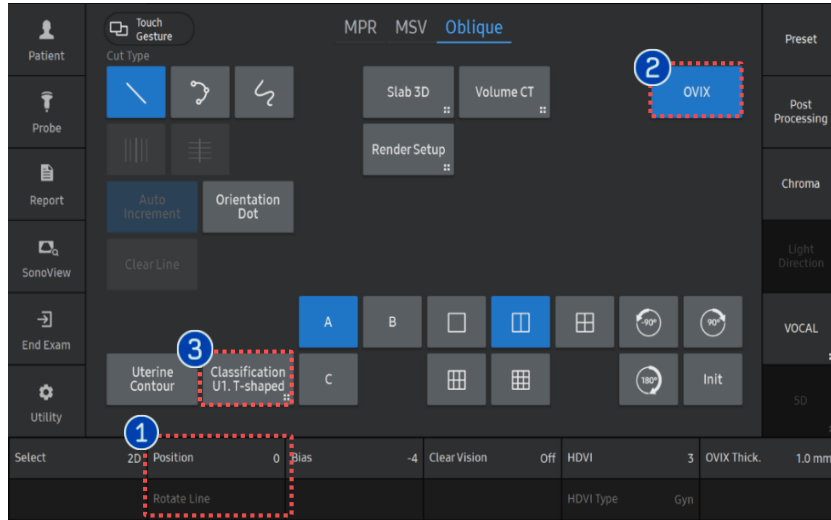 Touch
Gesture
MPR MSV Oblique
Patient
Cut Type
Preset
2
Slab 3D
Volume CT
OVIX
Post
Processing
Probe
Render Setup
Report
Auto
Increment
Orientation
Dot
Chroma
SonoView
Clear Line
Light
Direction
A
B
-90°
90°
End Exam
3
VOCAL
Uterine
Contour
Classification
U1. T-shaped
C
180°
Init
Utility
5D
1
Select 2D
Position 0
Bias -4
Clear Vision Off
HDVI 3
OVIX Thick. 1.0 mm
Rotate Line
HDVI Type Gyn